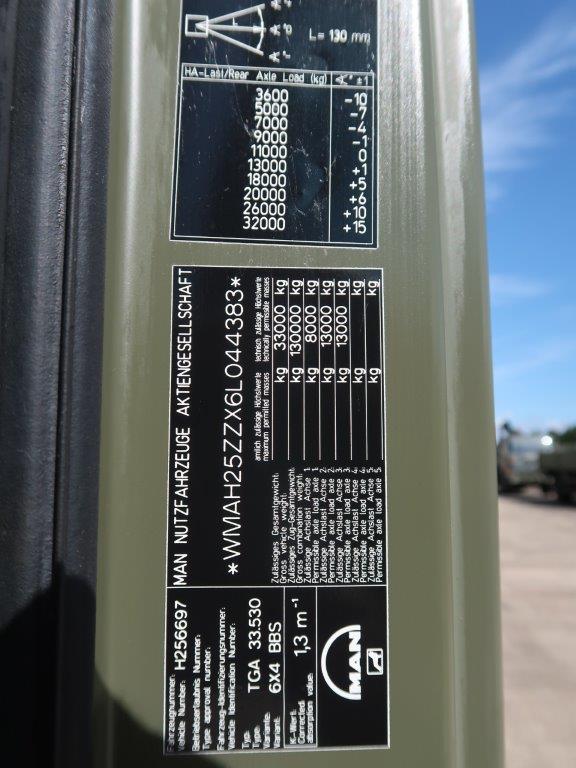 L= 130 mm
HA-Last/Rear Axle Load (kg) "A" ±1
3600 -10
5000 -7
7000 -4
9000 -1
11000 0
13000 +1
18000 +5
20000 +6
26000 +10
32000 +15
MAN NUTZFAHRZEUGE AKTIENGESELLSCHAFT
*WMAH25ZZX6L044383*
amtlich zulässige Höchstwerte
maximum permitted masses
technisch zulässige Höchstwerte
technically permissible masses
Zulässiges Gesamtgewicht:
Gross vehicle weight: kg 33000 kg
Zulässiges Zug-Gesamtgewicht:
Gross combination weight: kg 130000 kg
Zulässige Achslast Achse 1:
Permissible axle load axle 1: kg 8000 kg
Zulässige Achslast Achse 2:
Permissible axle load axle 2: kg 13000 kg
Zulässige Achslast Achse 3:
Permissible axle load axle 3: kg 13000 kg
Zulässige Achslast Achse 4:
Permissible axle load axle 4: kg kg
Zulässige Achslast Achse 5:
Permissible axle load axle 5: kg kg
Fahrzeugnummer:
Vehicle Number: H256697
Betriebserlaubnis Nummer:
Type approval number:
Fahrzeug-Identifizierungsnummer:
Vehicle Identification Number:
Typ:
Type: TGA 33.530
Variante:
Variant: 6X4 BBS
K-Wert:
Corrected
absorption value: 1,3 m⁻¹
MAN